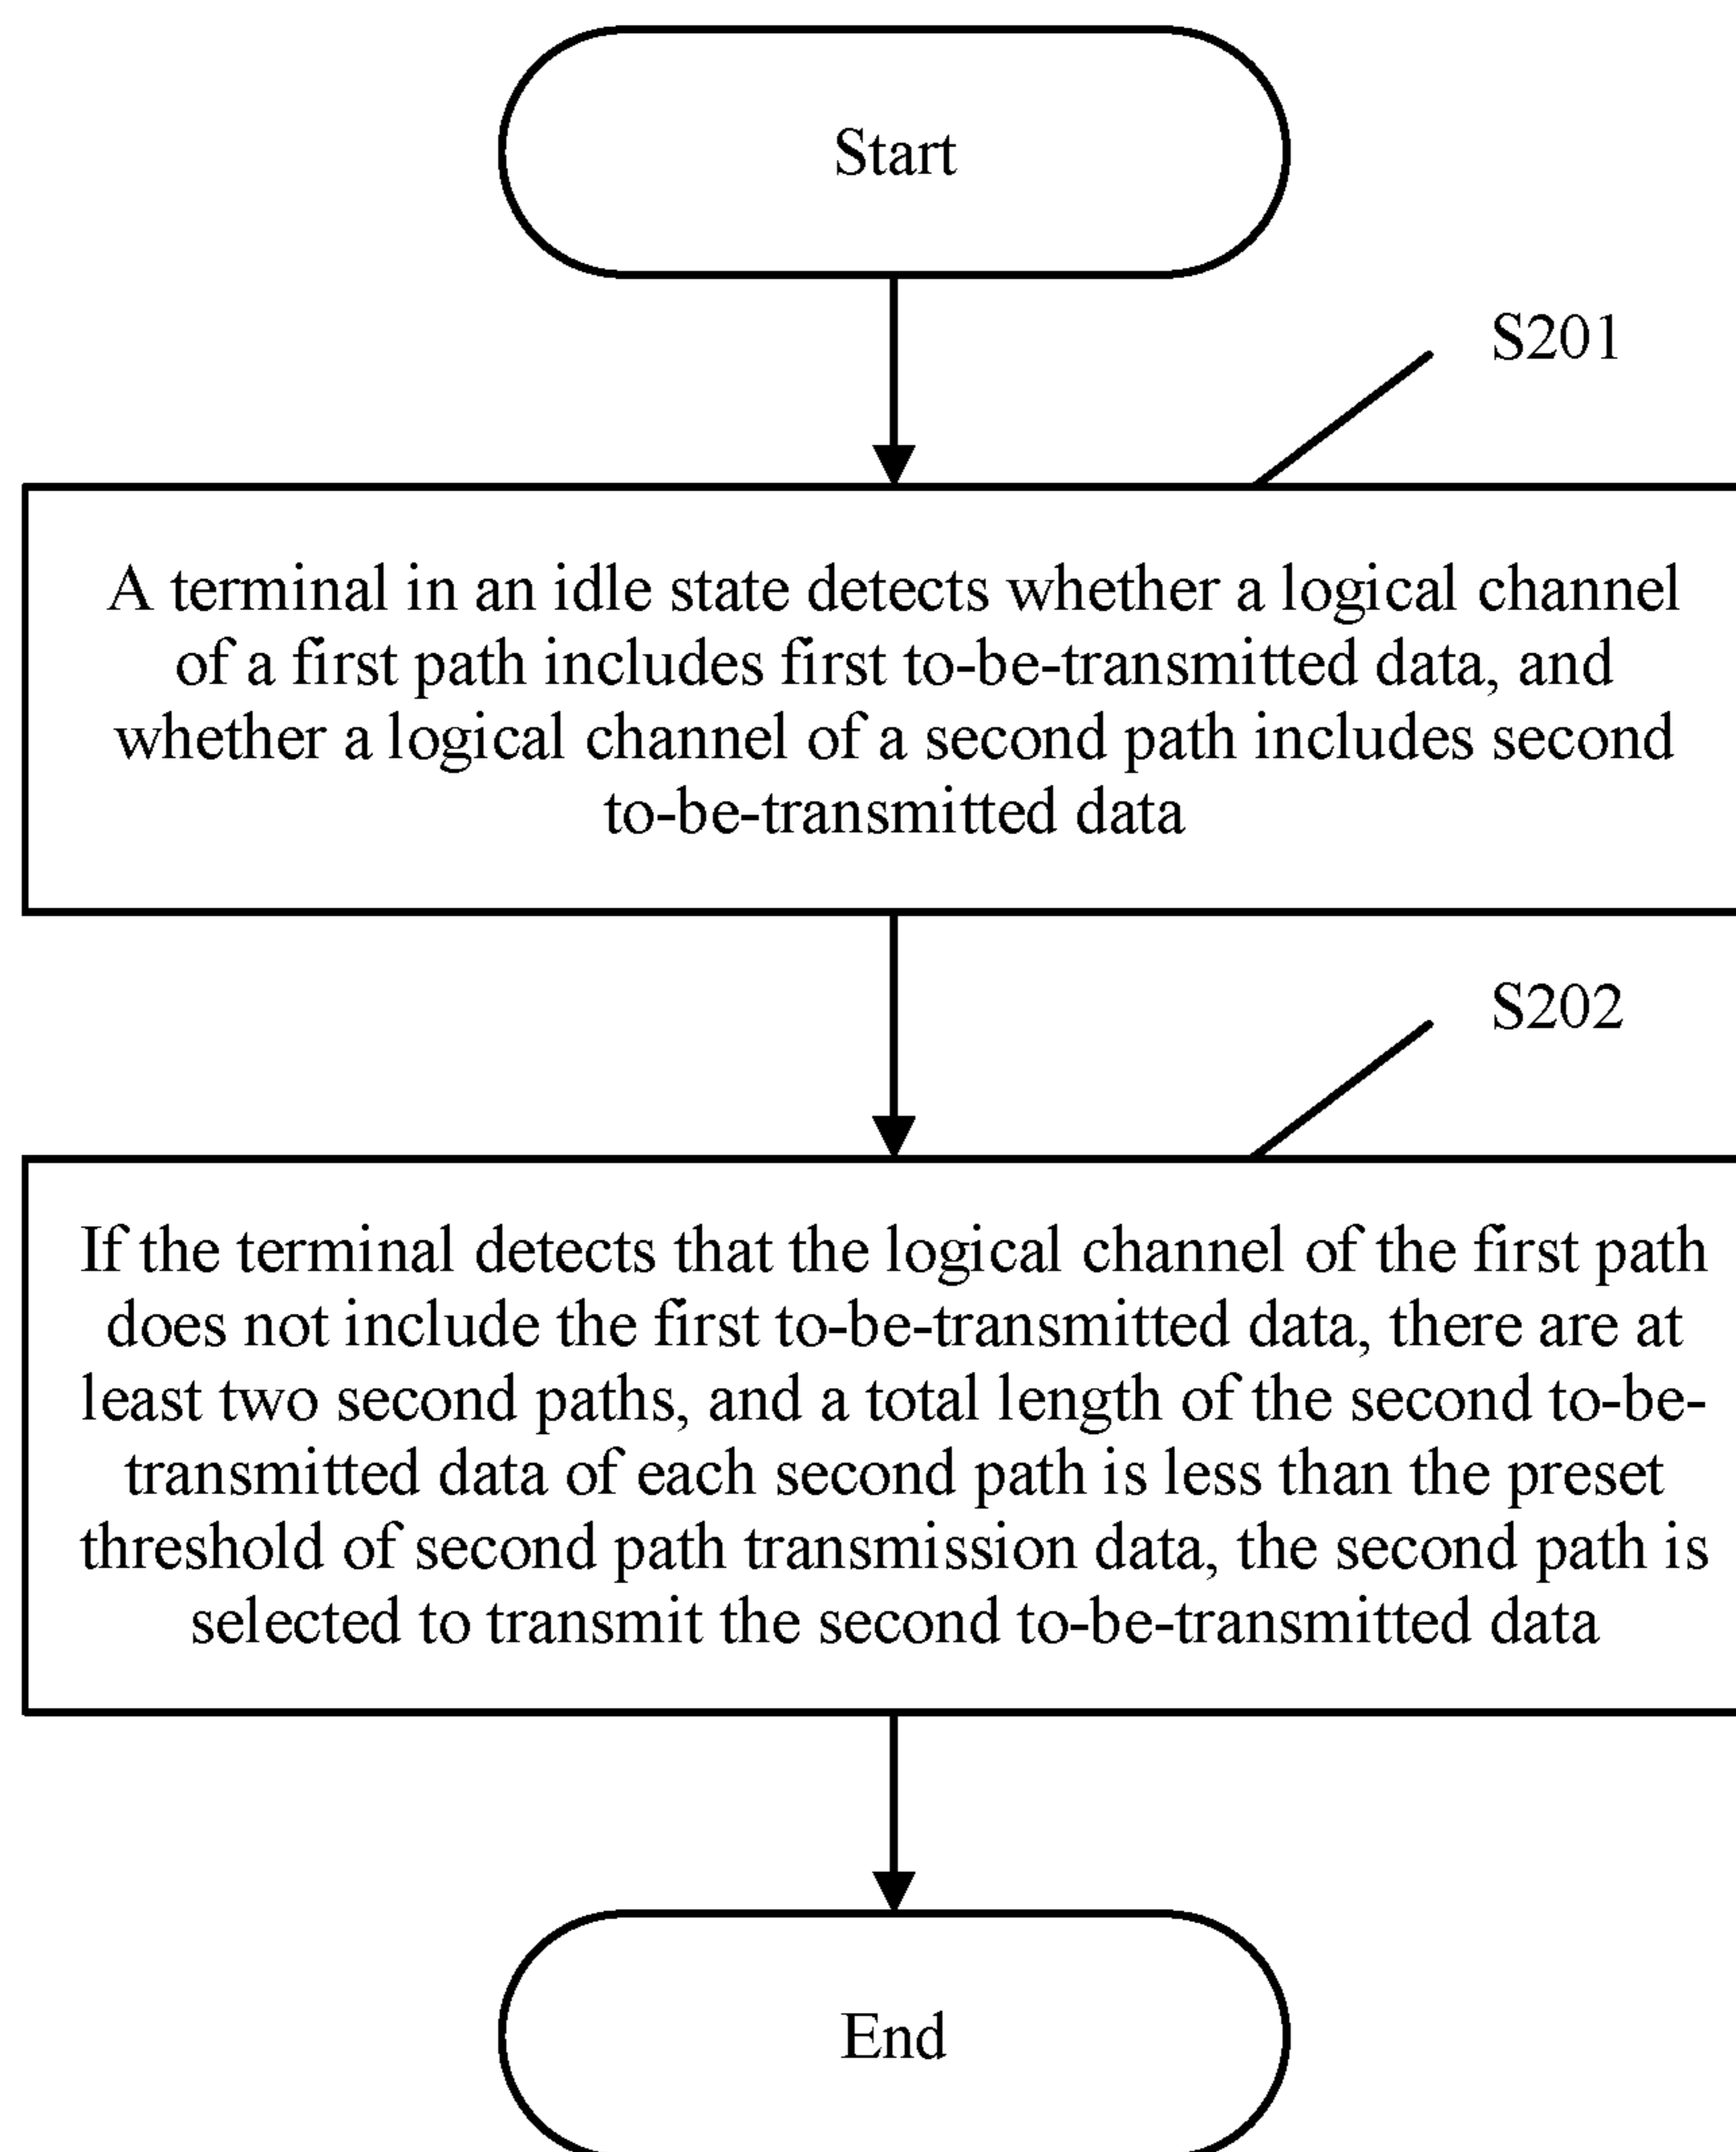 Start
S201
A terminal in an idle state detects whether a logical channel
of a first path includes first to-be-transmitted data, and
whether a logical channel of a second path includes second
to-be-transmitted data
S202
If the terminal detects that the logical channel of the first path
does not include the first to-be-transmitted data, there are at
least two second paths, and a total length of the second to-be-
transmitted data of each second path is less than the preset
threshold of second path transmission data, the second path is
selected to transmit the second to-be-transmitted data
End